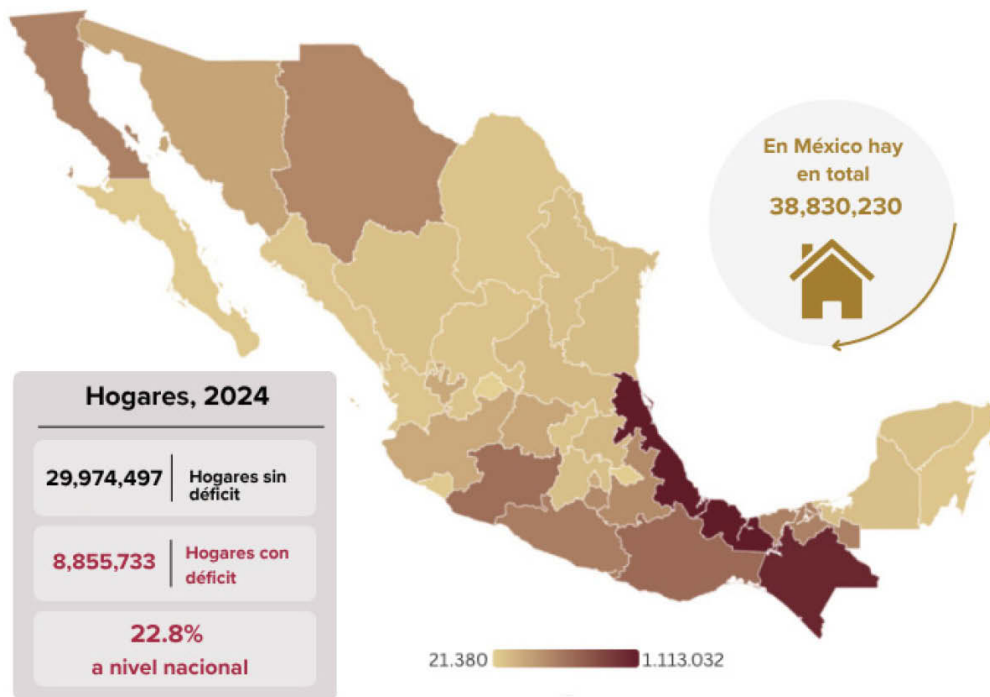 En México hay
en total
38,830,230
Hogares, 2024
29,974,497
Hogares sin
déficit
8,855,733
Hogares con
déficit
22.8%
a nivel nacional
21.380
1.113.032